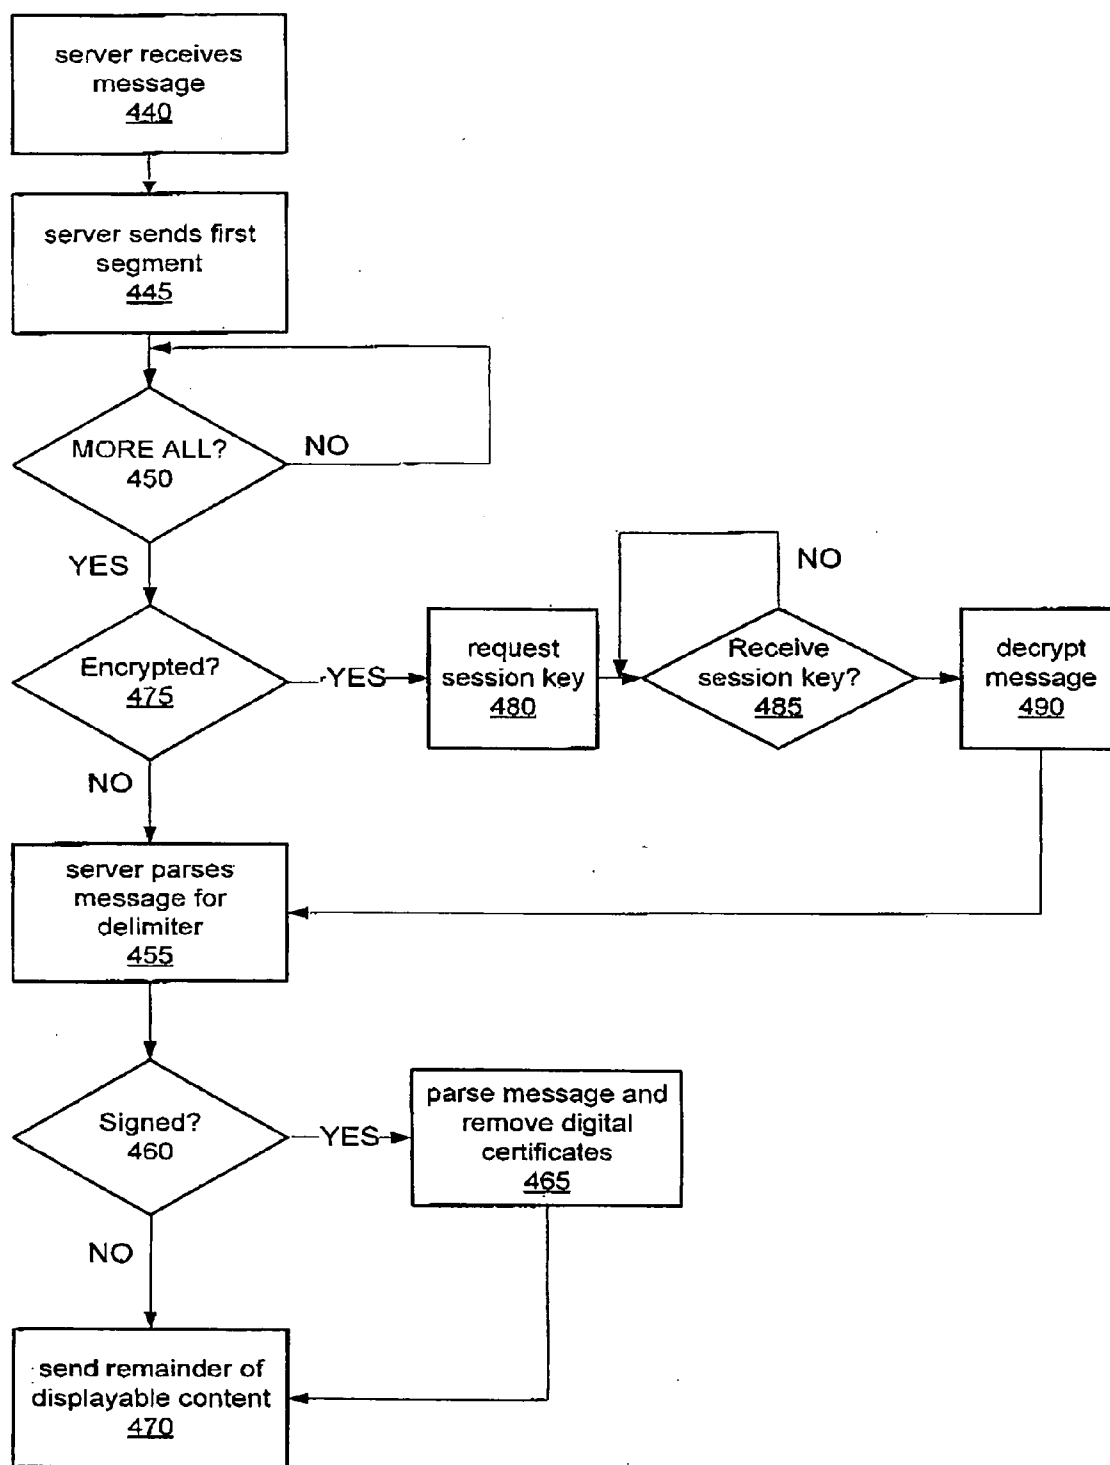 server receives
message
440
server sends first
segment
445
MORE ALL?
450
NO
YES
Encrypted?
475
YES
request
session key
480
NO
Receive
session key?
485
decrypt
message
490
NO
server parses
message for
delimiter
455
Signed?
460
YES
parse message and
remove digital
certificates
465
NO
send remainder of
displayable content
470